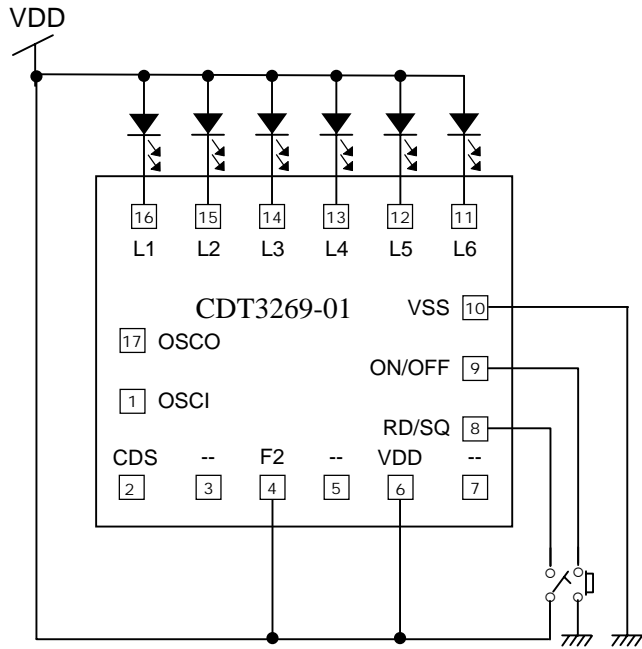 VDD
16 15 14 13 12 11
L1 L2 L3 L4 L5 L6
CDT3269-01 VSS 10
17 OSCO
ON/OFF 9
1 OSCI
RD/SQ 8
CDS -- F2 -- VDD --
2 3 4 5 6 7